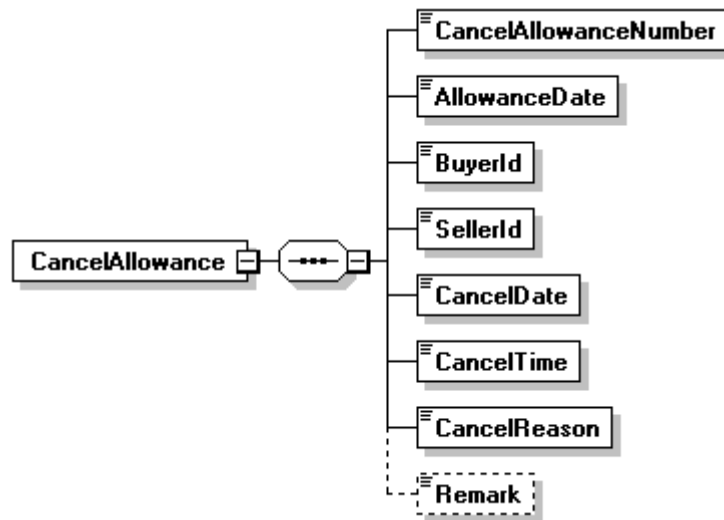 CancelAllowanceNumber
AllowanceDate
BuyerId
SellerId
CancelAllowance
CancelDate
CancelTime
CancelReason
Remark